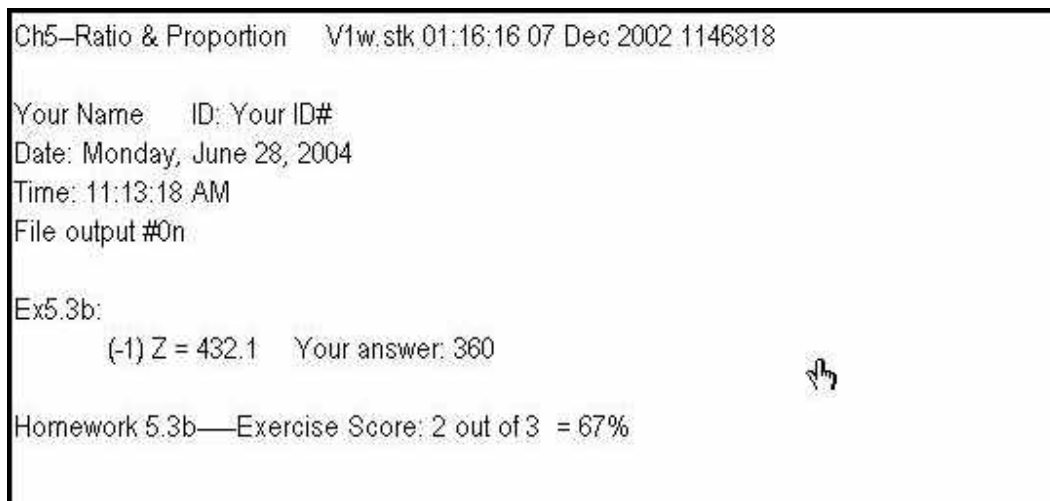 Ch5–Ratio & Proportion V1w.stk 01:16:16 07 Dec 2002 1146818
Your Name ID: Your ID#
Date: Monday, June 28, 2004
Time: 11:13:18 AM
File output #0n
Ex5.3b:
(-1) Z = 432.1 Your answer: 360
Homework 5.3b–––Exercise Score: 2 out of 3 = 67%